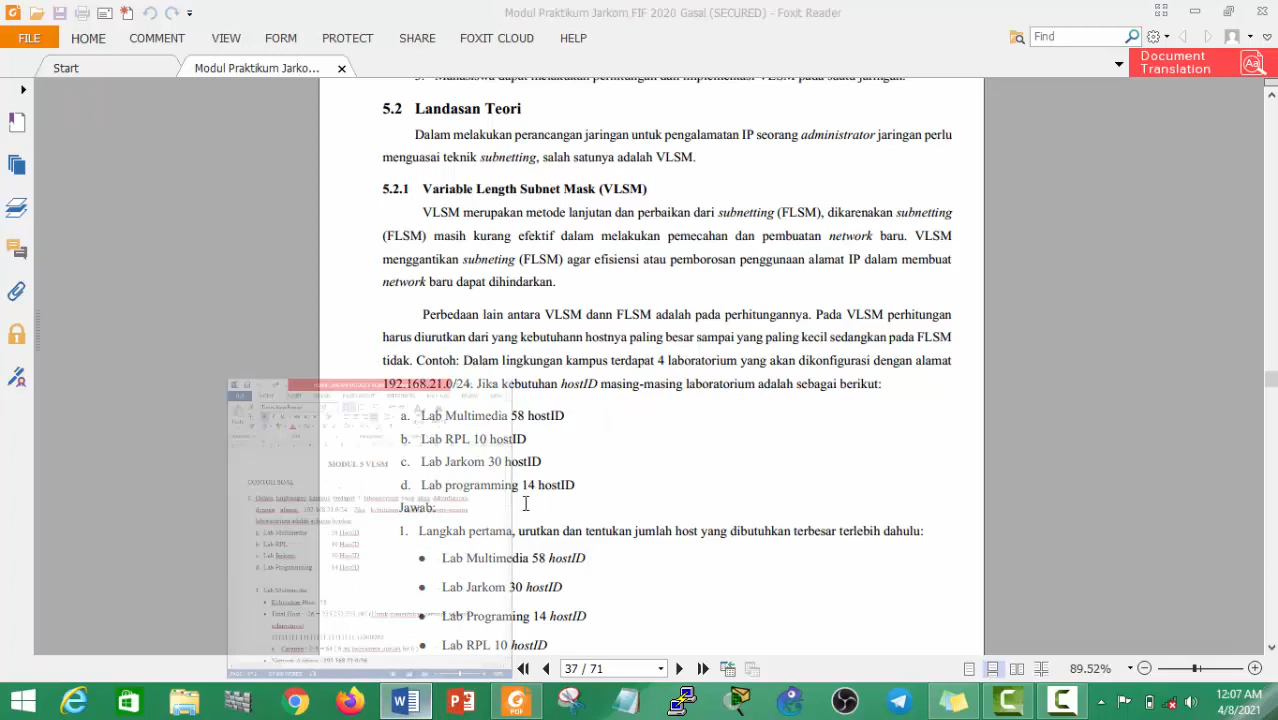 Modul Praktikum Jarkom FIF 2020 Gasal (SECURED) - Foxit Reader
FILE HOME COMMENT VIEW FORM PROTECT SHARE FOXIT CLOUD HELP Find
Start Modul Praktikum Jarko... Document Translation
5.2 Landasan Teori
Dalam melakukan perancangan jaringan untuk pengalamatan IP seorang administrator jaringan perlu
menguasai teknik subnetting, salah satunya adalah VLSM.
5.2.1 Variable Length Subnet Mask (VLSM)
VLSM merupakan metode lanjutan dan perbaikan dari subnetting (FLSM), dikarenakan subnetting
(FLSM) masih kurang efektif dalam melakukan pemecahan dan pembuatan network baru. VLSM
menggantikan subneting (FLSM) agar efisiensi atau pemborosan penggunaan alamat IP dalam membuat
network baru dapat dihindarkan.
Perbedaan lain antara VLSM dann FLSM adalah pada perhitungannya. Pada VLSM perhitungan
harus diurutkan dari yang kebutuhann hostnya paling besar sampai yang paling kecil sedangkan pada FLSM
tidak. Contoh: Dalam lingkungan kampus terdapat 4 laboratorium yang akan dikonfigurasi dengan alamat
192.168.21.0/24. Jika kebutuhan hostID masing-masing laboratorium adalah sebagai berikut:
a. Lab Multimedia 58 hostID
b. Lab RPL 10 hostID
c. Lab Jarkom 30 hostID
d. Lab programming 14 hostID
Jawab:
1. Langkah pertama, urutkan dan tentukan jumlah host yang dibutuhkan terbesar terlebih dahulu:
• Lab Multimedia 58 hostID
• Lab Jarkom 30 hostID
• Lab Programing 14 hostID
• Lab RPL 10 hostID
MODUL 5 VLSM
CONTOH SOAL
37 / 71
89.52%
12:07 AM
4/8/2021